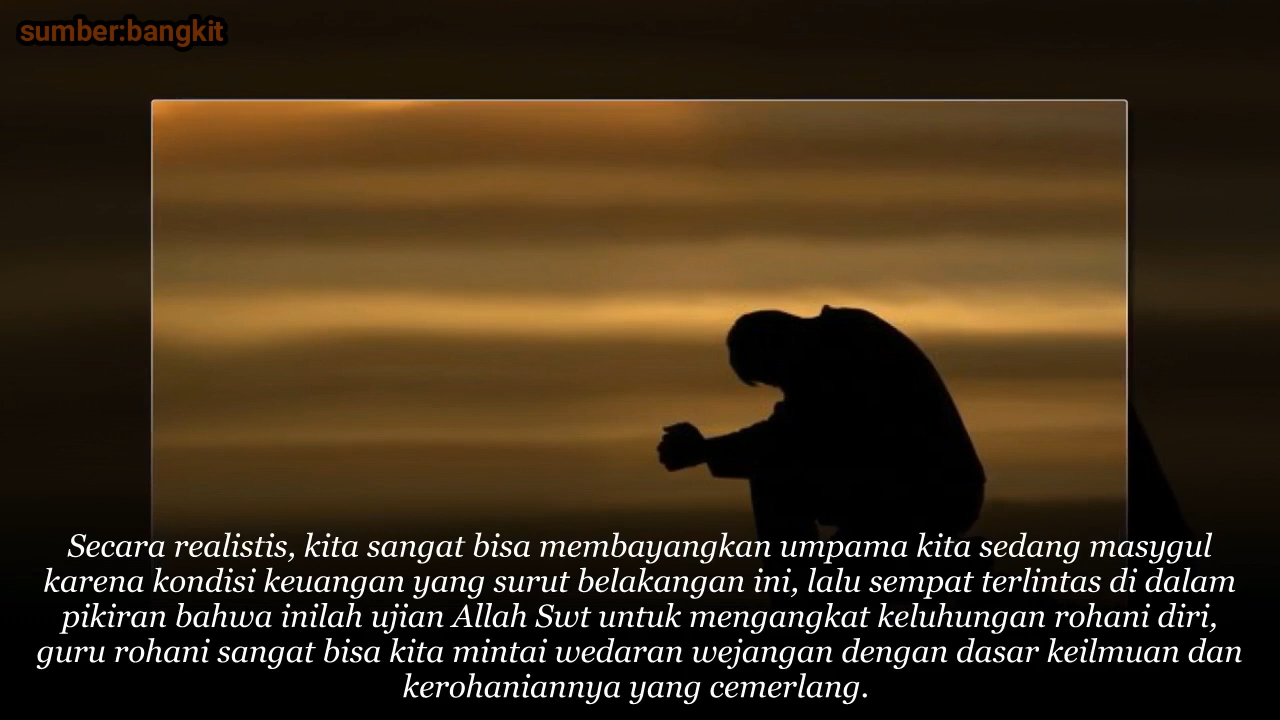 sumber:bangkit
Secara realistis, kita sangat bisa membayangkan umpama kita sedang masygul
karena kondisi keuangan yang surut belakangan ini, lalu sempat terlintas di dalam
pikiran bahwa inilah ujian Allah Swt untuk mengangkat keluhungan rohani diri,
guru rohani sangat bisa kita mintai wedaran wejangan dengan dasar keilmuan dan
kerohaniannya yang cemerlang.